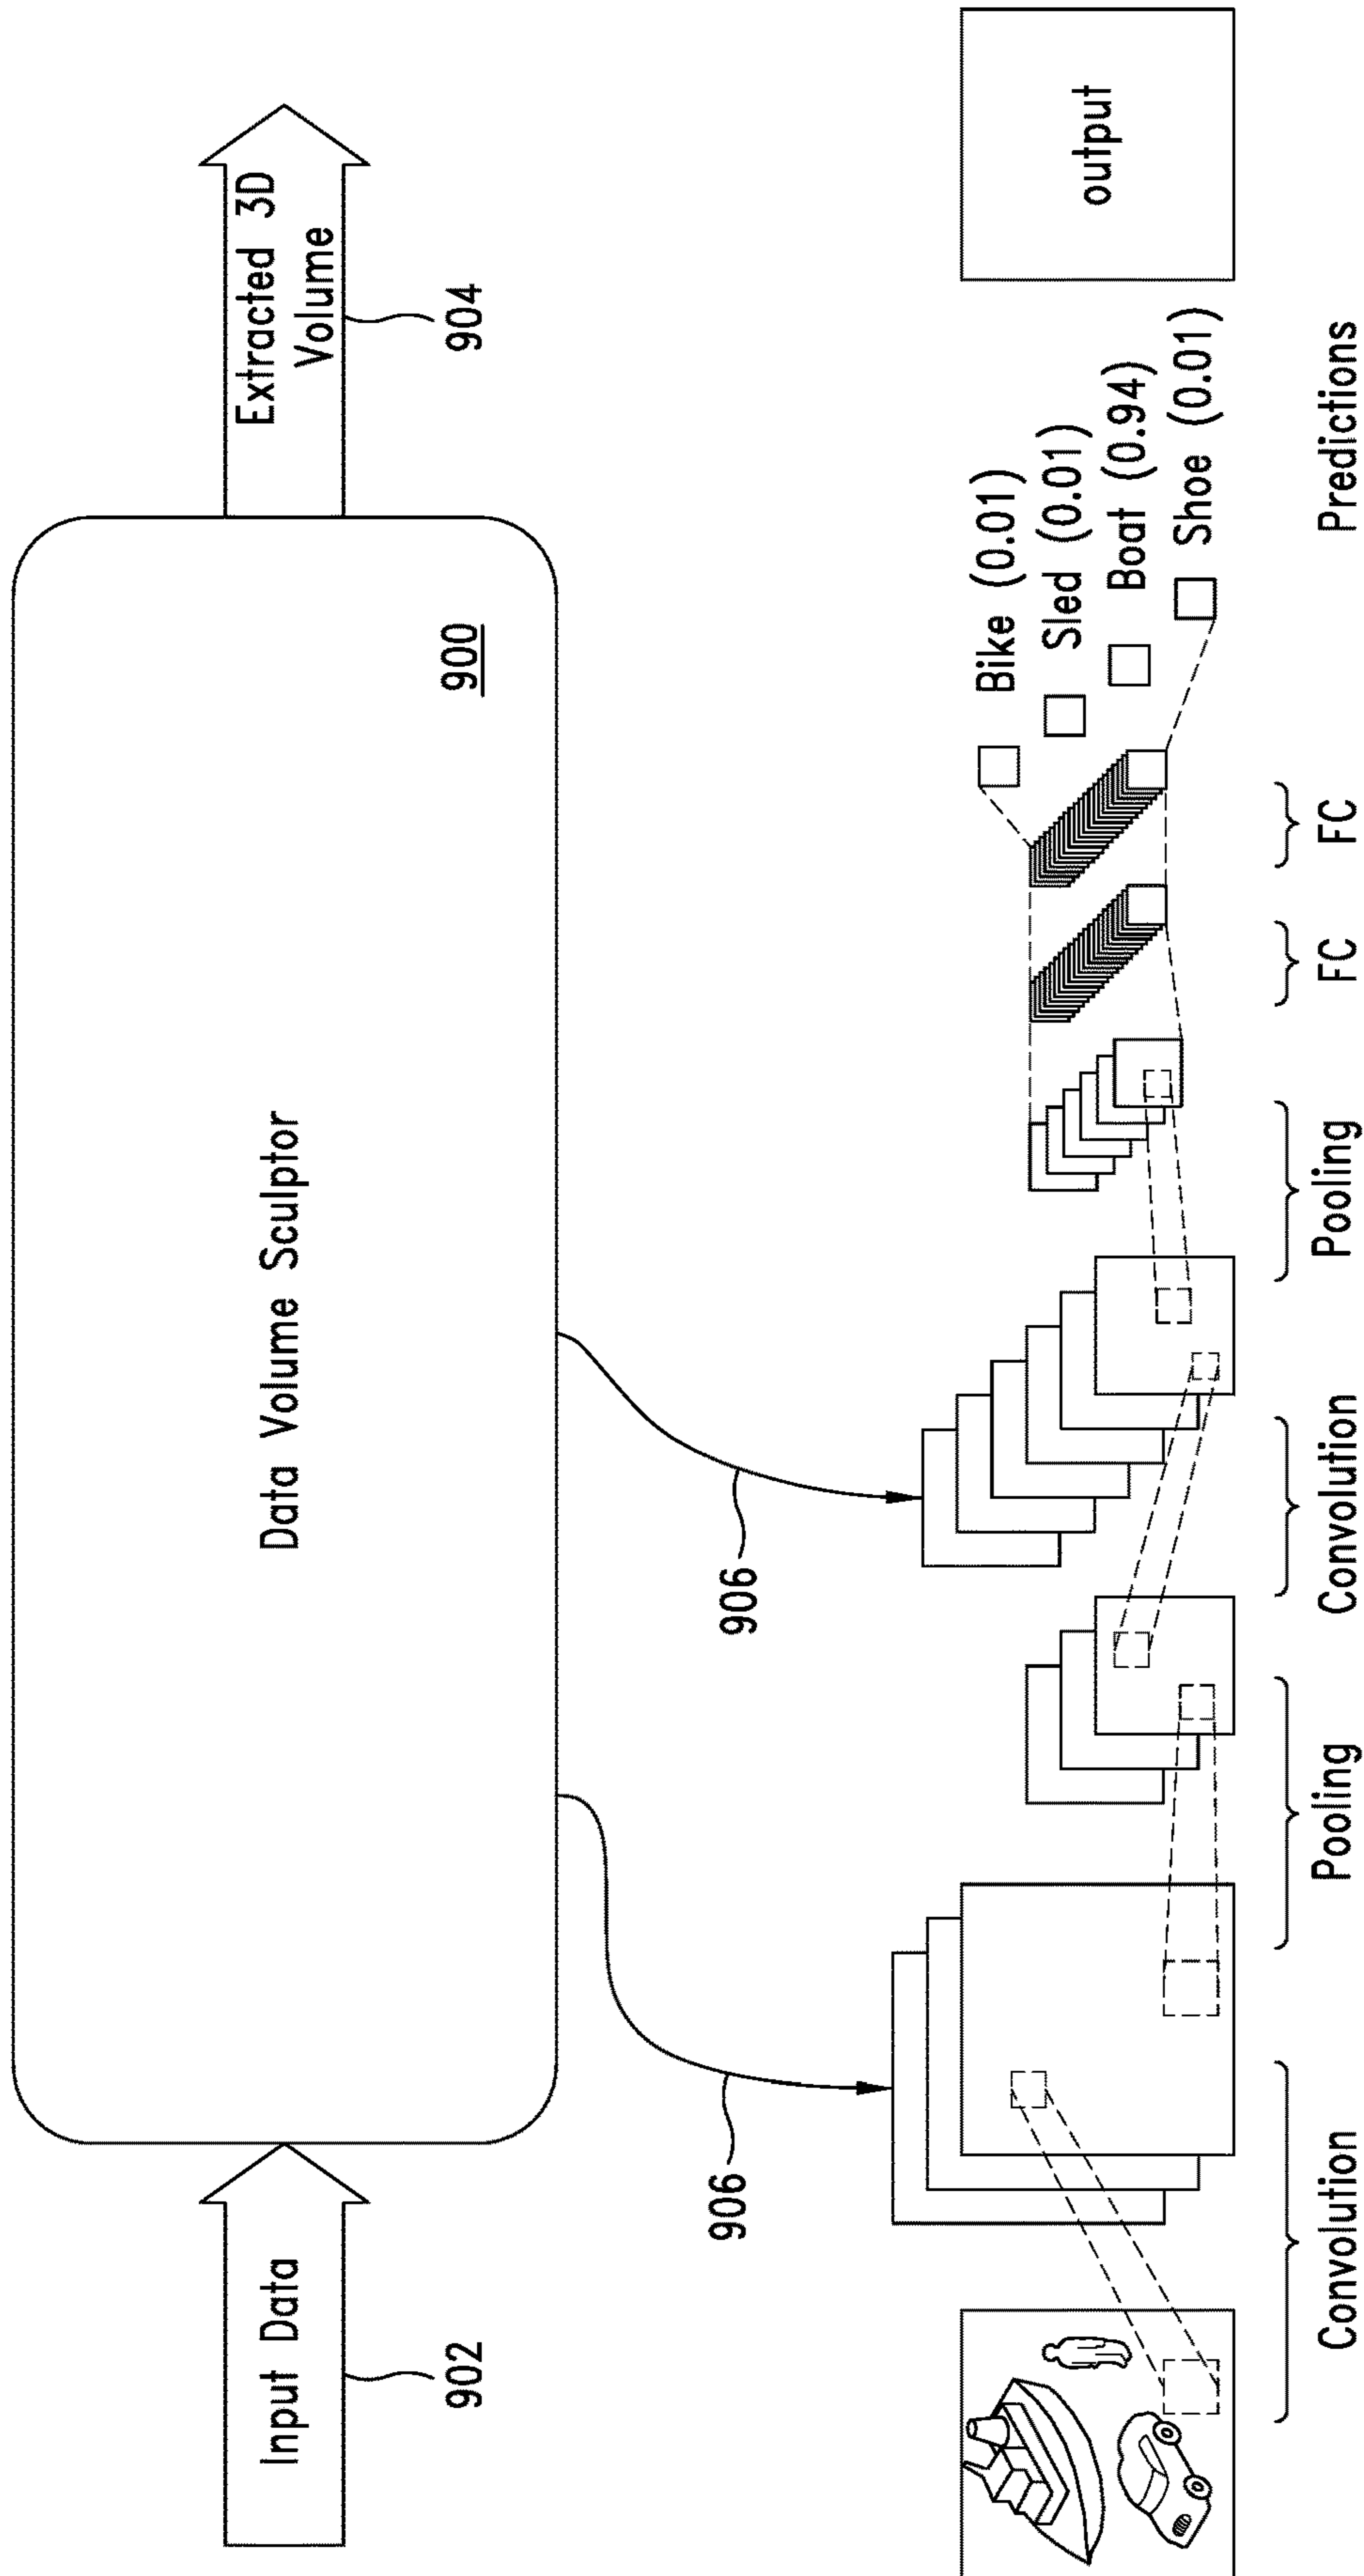 Input Data
902
Data Volume Sculptor
900
Extracted 3D
Volume
904
906
906
Bike (0.01)
Sled (0.01)
Boat (0.94)
Shoe (0.01)
output
Convolution
Pooling
Convolution
Pooling
FC
FC
Predictions